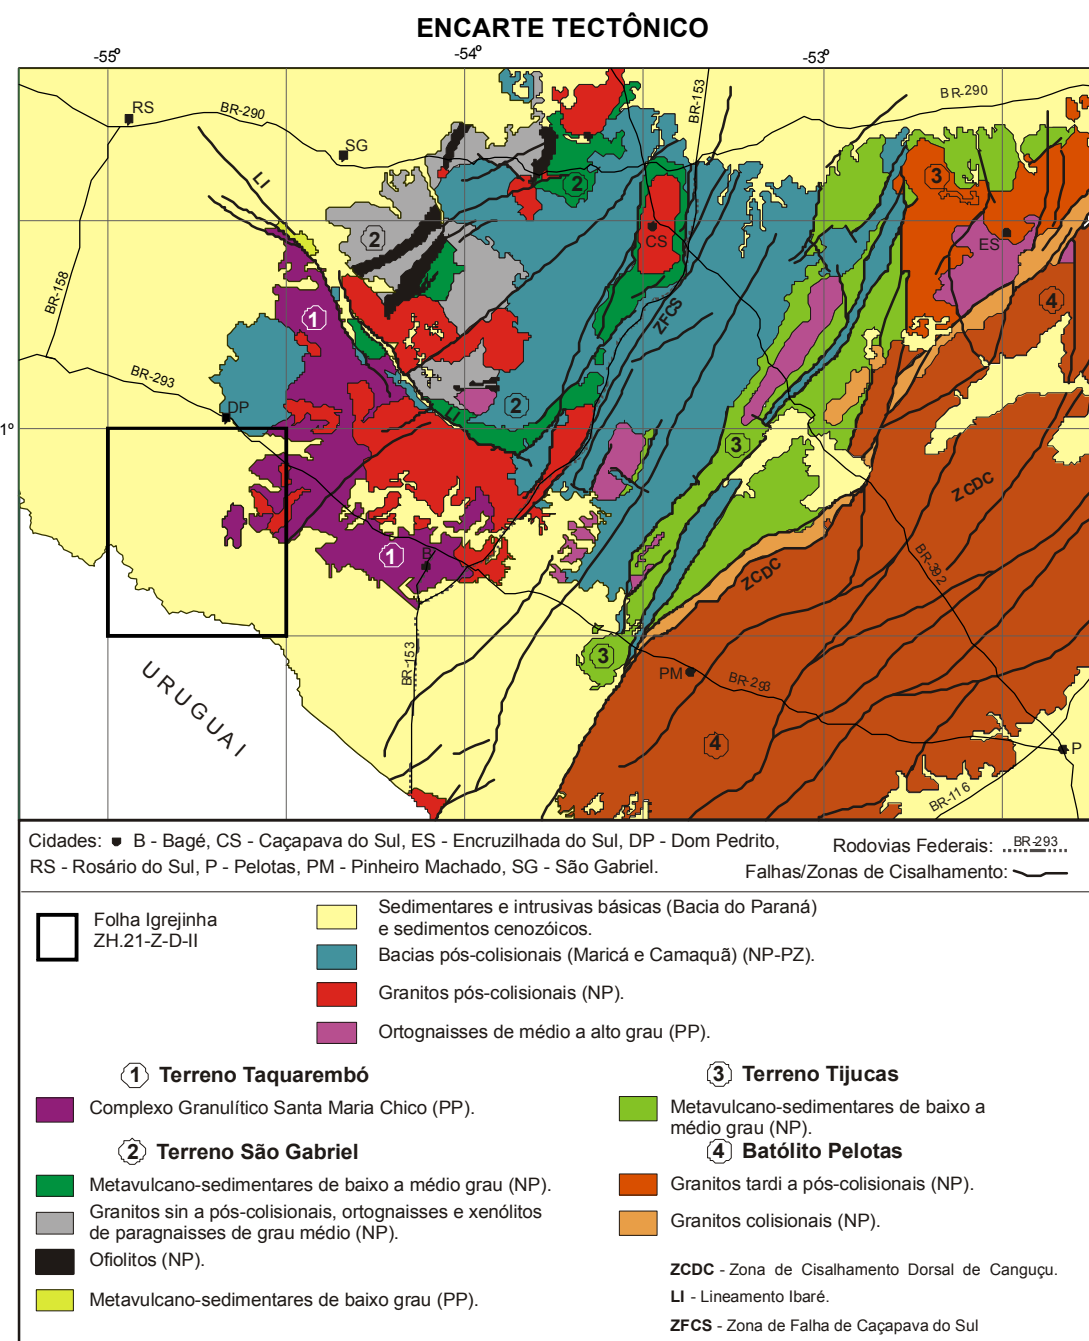 ENCARTE TECTÔNICO
-55°
-54°
-53°
RS
BR-290
SG
BR-153
BR-290
LI
2
2
CS
3
ES
4
BR-158
1
ZFCS
BR-293
DP
2
LI
1°
3
ZCDC
1
B
ZCDC
BR-392
BR-153
3
PM
BR-293
URUGUAI
4
P
BR-116
Cidades: B - Bagé, CS - Caçapava do Sul, ES - Encruzilhada do Sul, DP - Dom Pedrito,
RS - Rosário do Sul, P - Pelotas, PM - Pinheiro Machado, SG - São Gabriel.
Rodovias Federais: BR-293
Falhas/Zonas de Cisalhamento:
Folha Igrejinha
ZH.21-Z-D-II
Sedimentares e intrusivas básicas (Bacia do Paraná)
e sedimentos cenozóicos.
Bacias pós-colisionais (Maricá e Camaquã) (NP-PZ).
Granitos pós-colisionais (NP).
Ortognaisses de médio a alto grau (PP).
1 Terreno Taquarembó
Complexo Granulítico Santa Maria Chico (PP).
2 Terreno São Gabriel
Metavulcano-sedimentares de baixo a médio grau (NP).
Granitos sin a pós-colisionais, ortognaisses e xenólitos
de paragnaisses de grau médio (NP).
Ofiolitos (NP).
Metavulcano-sedimentares de baixo grau (PP).
3 Terreno Tijucas
Metavulcano-sedimentares de baixo a
médio grau (NP).
4 Batólito Pelotas
Granitos tardi a pós-colisionais (NP).
Granitos colisionais (NP).
ZCDC - Zona de Cisalhamento Dorsal de Canguçu.
LI - Lineamento Ibaré.
ZFCS - Zona de Falha de Caçapava do Sul